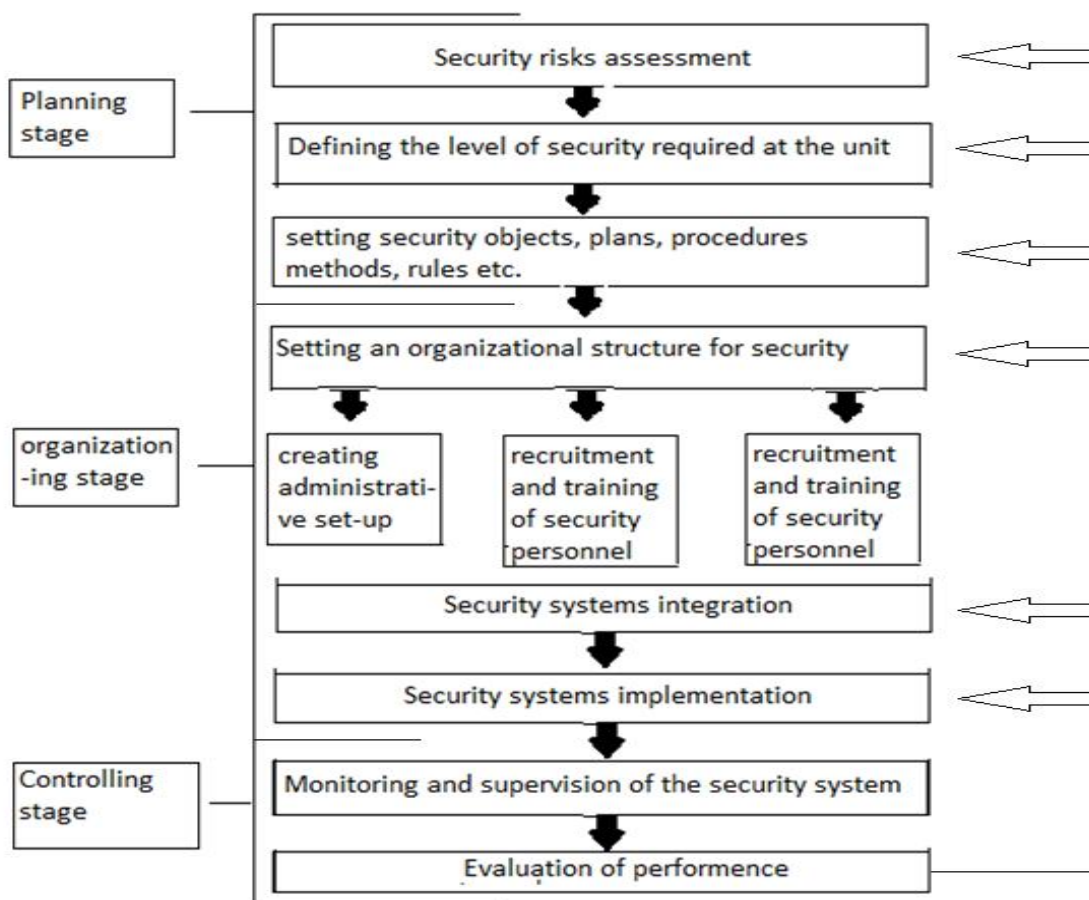 Security risks assessment
Planning
stage
Defining the level of security required at the unit
setting security objects, plans, procedures
methods, rules etc.
Setting an organizational structure for security
organization
-ing stage
creating
administrati-
ve set-up
recruitment
and training
of security
personnel
recruitment
and training
of security
personnel
Security systems integration
Security systems implementation
Controlling
stage
Monitoring and supervision of the security system
Evaluation of performence